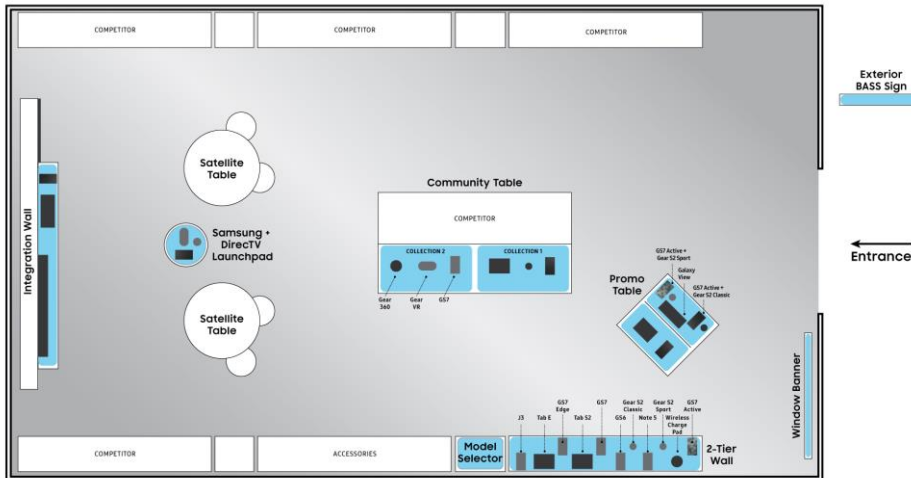 COMPETITOR
COMPETITOR
COMPETITOR
Exterior
BASS Sign
Satellite
Table
Community Table
COMPETITOR
Samsung +
DirecTV
Launchpad
Integration Wall
COLLECTION 2
COLLECTION 1
Gear
360
Gear
VR
GS7
GS7 Active +
Gear S2 Sport
Galaxy
View
GS7 Active +
Gear S2 Classic
Promo
Table
Entrance
Satellite
Table
Window Banner
J3
Tab E
GS7
Edge
Tab S2
GS7
GS6
Gear S2
Classic
Note 5
Gear S2
Sport
Wireless
Charge
Pad
GS7
Active
COMPETITOR
ACCESSORIES
Model
Selector
2-Tier
Wall